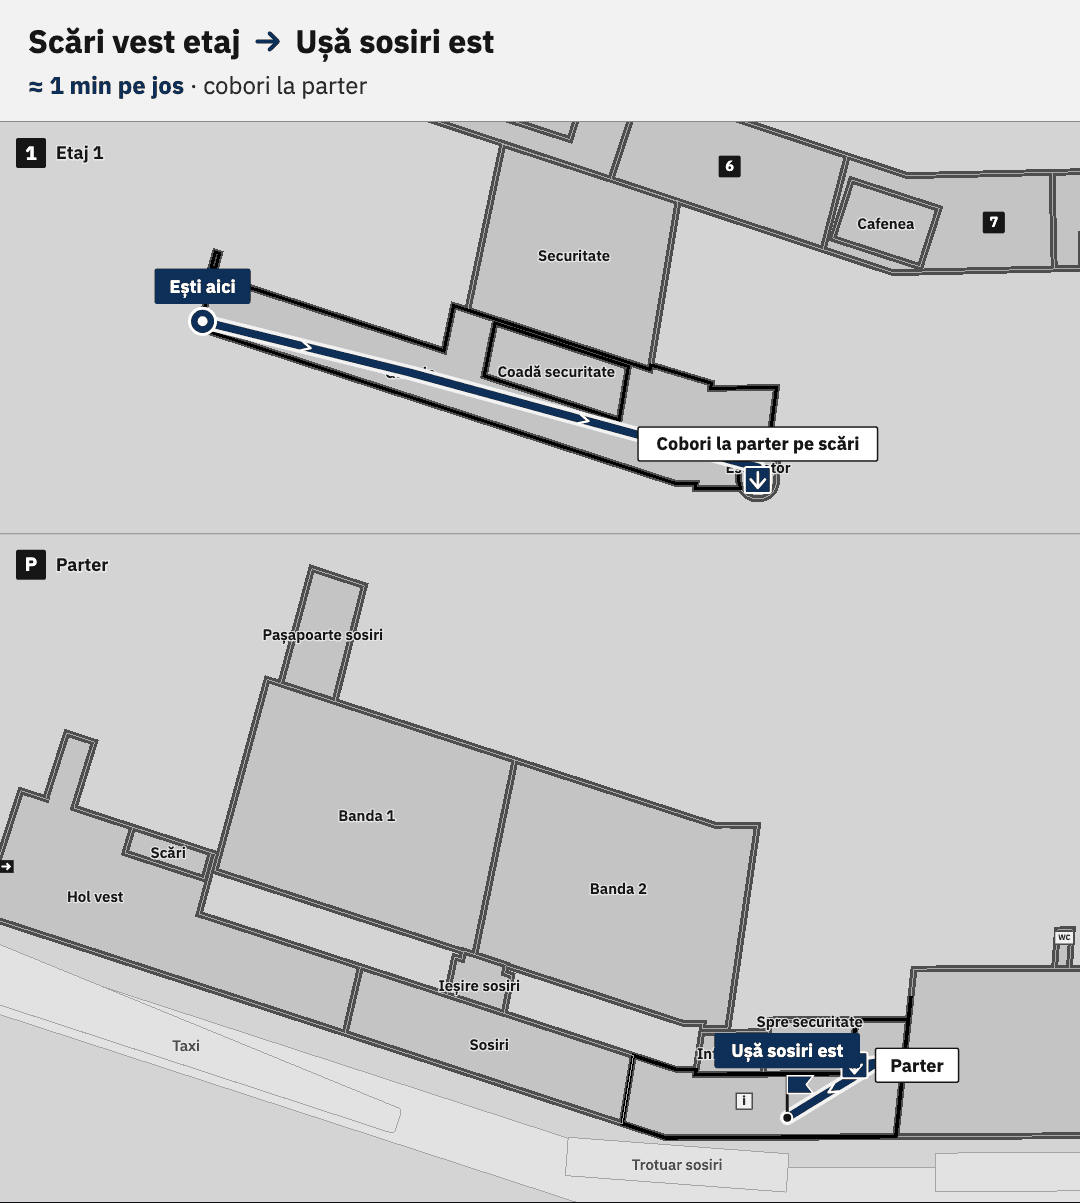 Scări vest etaj → Ușă sosiri est
≈ 1 min pe jos · cobori la parter
1 Etaj 1
6
Cafenea
7
Securitate
Ești aici
Coadă securitate
Cobori la parter pe scări
P Parter
Pașapoarte sosiri
Banda 1
Scări
Banda 2
Hol vest
WC
Ieșire sosiri
Spre securitate
Taxi
Sosiri
Ușă sosiri est
Parter
i
Trotuar sosiri